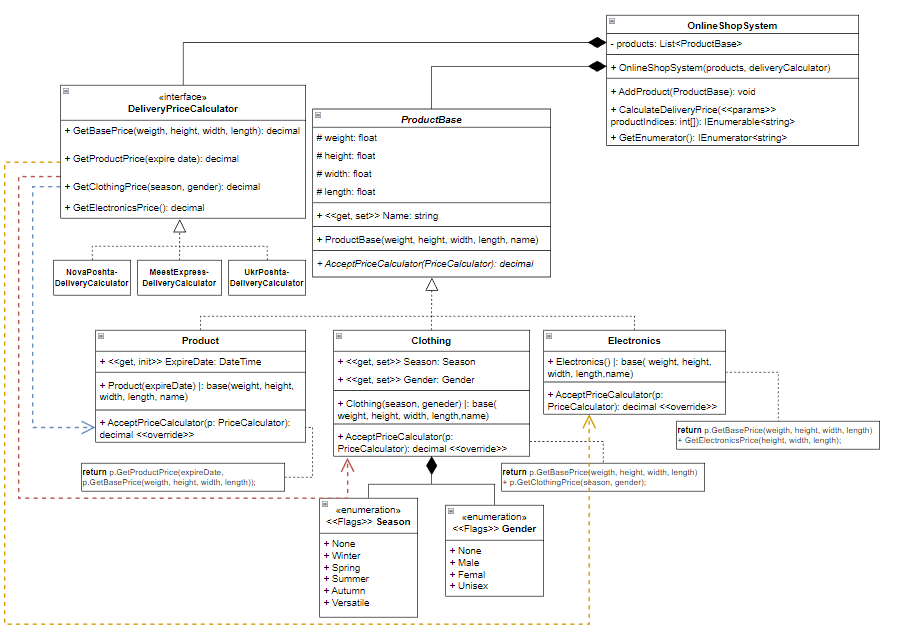 OnlineShopSystem
- products: List<ProductBase>
+ OnlineShopSystem(products, deliveryCalculator)
+ AddProduct(ProductBase): void
+ CalculateDeliveryPrice(<<params>>
productIndices: int[]): IEnumerable<string>
+ GetEnumerator(): IEnumerator<string>
«interface»
DeliveryPriceCalculator
+ GetBasePrice(weigth, height, width, length): decimal
+ GetProductPrice(expire date): decimal
+ GetClothingPrice(season, gender): decimal
+ GetElectronicsPrice(): decimal
ProductBase
# weight: float
# height: float
# width: float
# length: float
+ <<get, set>> Name: string
+ ProductBase(weight, height, width, length, name)
+ AcceptPriceCalculator(PriceCalculator): decimal
NovaPoshta-
DeliveryCalculator
MeestExpress-
DeliveryCalculator
UkrPoshta-
DeliveryCalculator
Product
+ <<get, init>> ExpireDate: DateTime
+ Product(expireDate) |: base(weight, height,
width, length, name)
+ AcceptPriceCalculator(p: PriceCalculator):
decimal <<override>>
Clothing
+ <<get, set>> Season: Season
+ <<get, set>> Gender: Gender
+ Clothing(season, geneder) |: base(
weight, height, width, length,name)
+ AcceptPriceCalculator(p:
PriceCalculator): decimal <<override>>
Electronics
+ Electronics() |: base( weight, height,
width, length,name)
+ AcceptPriceCalculator(p:
PriceCalculator): decimal <<override>>
return p.GetBasePrice(weigth, height, width, length)
+ GetElectronicsPrice(height, width, length);
return p.GetProductPrice(expireDate,
p.GetBasePrice(weigth, height, width, length));
return p.GetBasePrice(weigth, height, width, length)
+ p.GetClothingPrice(season, gender);
«enumeration»
<<Flags>> Season
+ None
+ Winter
+ Spring
+ Summer
+ Autumn
+ Versatile
«enumeration»
<<Flags>> Gender
+ None
+ Male
+ Femal
+ Unisex